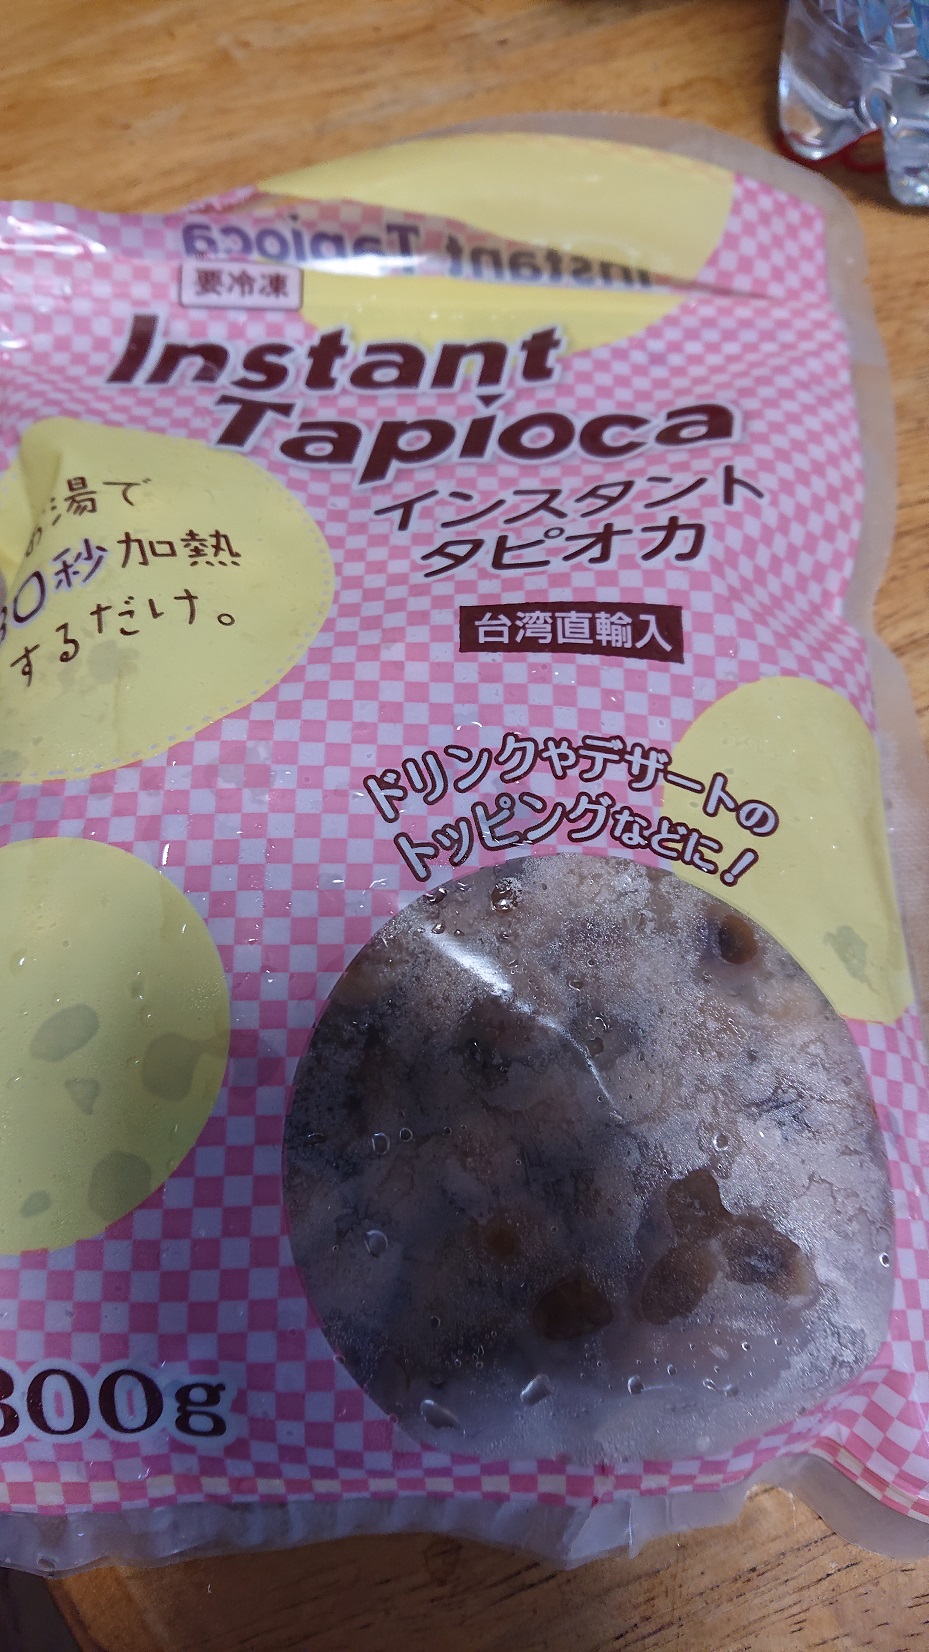 Instant Tapioca
要冷凍
Instant
Tapioca
インスタント
タピオカ
お湯で
30秒加熱
するだけ。
台湾直輸入
ドリンクやデザートの
トッピングなどに！
300g